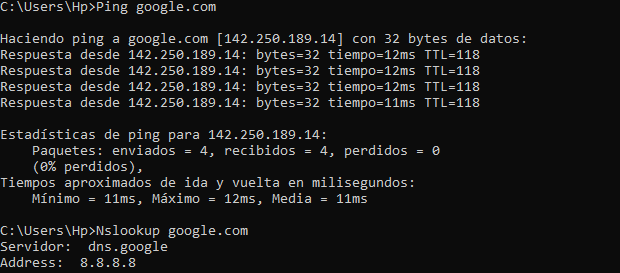 C:\Users\Hp>Ping google.com
Haciendo ping a google.com [142.250.189.14] con 32 bytes de datos:
Respuesta desde 142.250.189.14: bytes=32 tiempo=12ms TTL=118
Respuesta desde 142.250.189.14: bytes=32 tiempo=12ms TTL=118
Respuesta desde 142.250.189.14: bytes=32 tiempo=12ms TTL=118
Respuesta desde 142.250.189.14: bytes=32 tiempo=11ms TTL=118
Estadísticas de ping para 142.250.189.14:
Paquetes: enviados = 4, recibidos = 4, perdidos = 0
(0% perdidos),
Tiempos aproximados de ida y vuelta en milisegundos:
Mínimo = 11ms, Máximo = 12ms, Media = 11ms
C:\Users\Hp>Nslookup google.com
Servidor:  dns.google
Address:  8.8.8.8